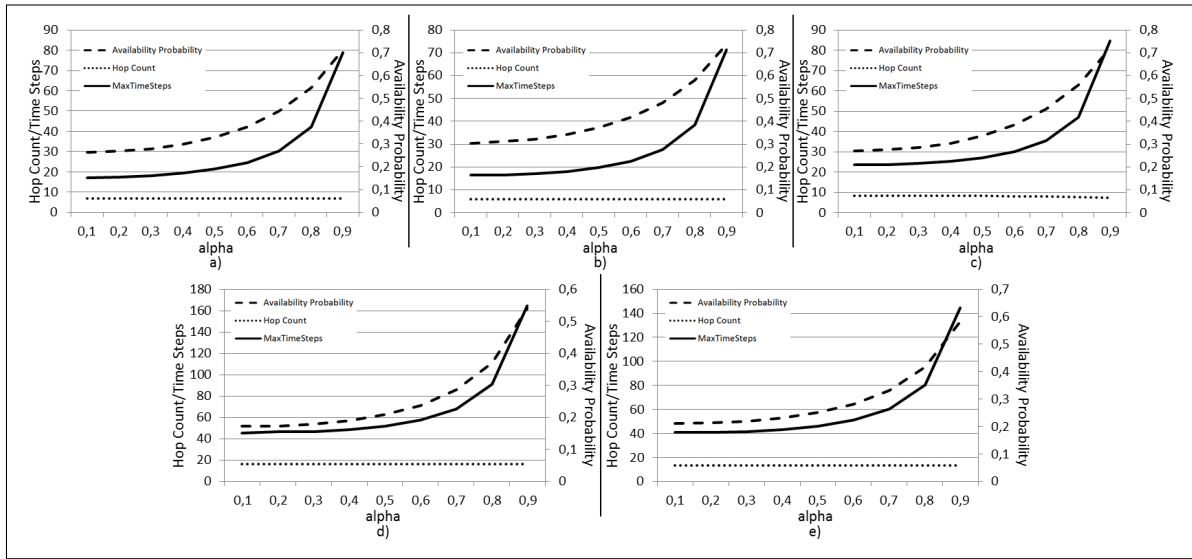 90
80
70
60
50
40
30
20
10
0
Hop Count/Time Steps
Availability Probability
Hop Count
MaxTimeSteps
0,8
0,7
0,6
0,5
0,4
0,3
0,2
0,1
0
Availability Probability
0,1 0,2 0,3 0,4 0,5 0,6 0,7 0,8 0,9
alpha
a)
80
70
60
50
40
30
20
10
0
Hop Count/Time Steps
Availability Probability
Hop Count
MaxTimeSteps
0,8
0,7
0,6
0,5
0,4
0,3
0,2
0,1
0
Availability Probability
0,1 0,2 0,3 0,4 0,5 0,6 0,7 0,8 0,9
alpha
b)
90
80
70
60
50
40
30
20
10
0
Hop Count/Time Steps
Availability Probability
Hop Count
MaxTimeSteps
0,8
0,7
0,6
0,5
0,4
0,3
0,2
0,1
0
Availability Probability
0,1 0,2 0,3 0,4 0,5 0,6 0,7 0,8 0,9
alpha
c)
180
160
140
120
100
80
60
40
20
0
Hop Count/Time Steps
Availability Probability
Hop Count
MaxTimeSteps
0,6
0,5
0,4
0,3
0,2
0,1
0
Availability Probability
0,1 0,2 0,3 0,4 0,5 0,6 0,7 0,8 0,9
alpha
d)
160
140
120
100
80
60
40
20
0
Hop Count/Time Steps
Availability Probability
Hop Count
MaxTimeSteps
0,7
0,6
0,5
0,4
0,3
0,2
0,1
0
Availability Probability
0,1 0,2 0,3 0,4 0,5 0,6 0,7 0,8 0,9
alpha
e)